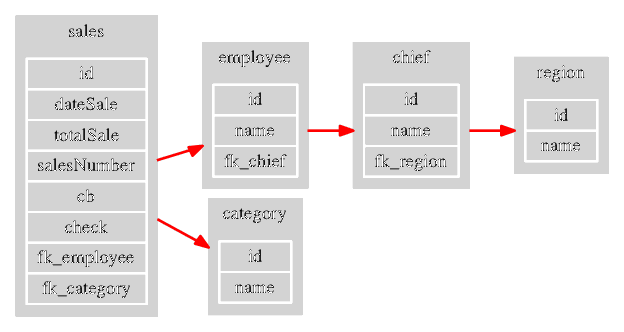 sales
id
dateSale
totalSale
salesNumber
cb
check
fk_employee
fk_category
employee
id
name
fk_chief
category
id
name
chief
id
name
fk_region
region
id
name